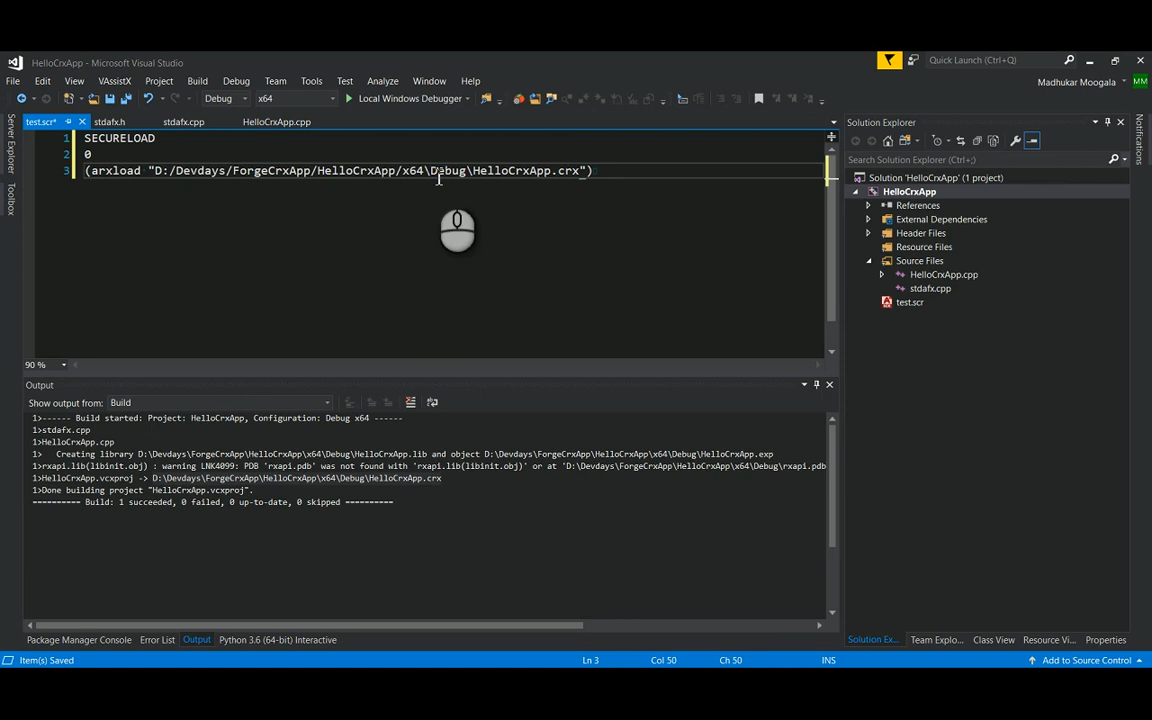 HelloCrxApp - Microsoft Visual Studio
Quick Launch (Ctrl+Q)
File Edit View VAssistX Project Build Debug Team Tools Test Analyze Window Help
Madhukar Moogala MM
Debug x64 Local Windows Debugger
test.scr* stdafx.h stdafx.cpp HelloCrxApp.cpp
Server Explorer
Toolbox
1 SECURELOAD
2 0
3 (arxload "D:/Devdays/ForgeCrxApp/HelloCrxApp/x64\Debug\HelloCrxApp.crx")
90 %
Solution Explorer
Search Solution Explorer (Ctrl+;)
Solution 'HelloCrxApp' (1 project)
HelloCrxApp
References
External Dependencies
Header Files
Resource Files
Source Files
HelloCrxApp.cpp
stdafx.cpp
test.scr
Notifications
Output
Show output from: Build
1>------ Build started: Project: HelloCrxApp, Configuration: Debug x64 ------
1>stdafx.cpp
1>HelloCrxApp.cpp
1>   Creating library D:\Devdays\ForgeCrxApp\HelloCrxApp\x64\Debug\HelloCrxApp.lib and object D:\Devdays\ForgeCrxApp\HelloCrxApp\x64\Debug\HelloCrxApp.exp
1>rxapi.lib(libinit.obj) : warning LNK4099: PDB 'rxapi.pdb' was not found with 'rxapi.lib(libinit.obj)' or at 'D:\Devdays\ForgeCrxApp\HelloCrxApp\x64\Debug\rxapi.pdb
1>HelloCrxApp.vcxproj -> D:\Devdays\ForgeCrxApp\HelloCrxApp\x64\Debug\HelloCrxApp.crx
1>Done building project "HelloCrxApp.vcxproj".
========== Build: 1 succeeded, 0 failed, 0 up-to-date, 0 skipped ==========
Package Manager Console Error List Output Python 3.6 (64-bit) Interactive
Solution Ex... Team Explo... Class View Resource Vi... Properties
Item(s) Saved Ln 3 Col 50 Ch 50 INS Add to Source Control